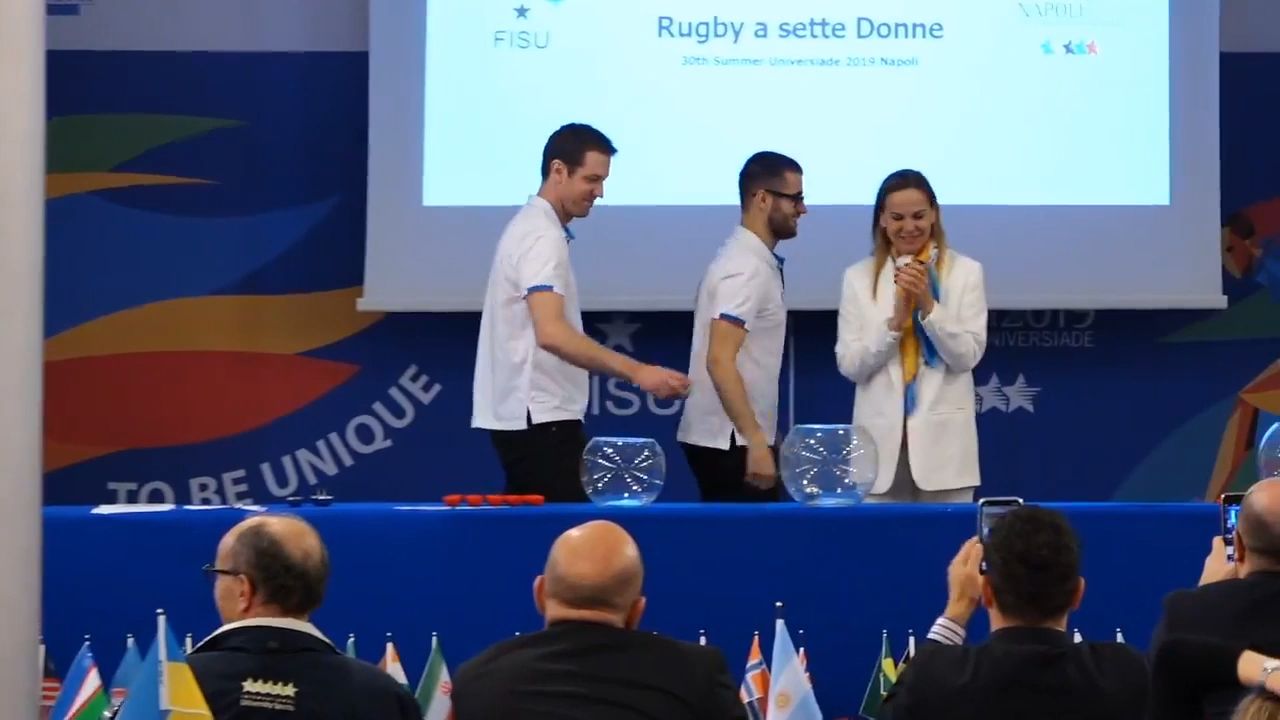 FISU
Rugby a sette Donne
30th Summer Universiade 2019 Napoli
NAPOLI
2019
UNIVERSIADE
FISU
TO BE UNIQUE